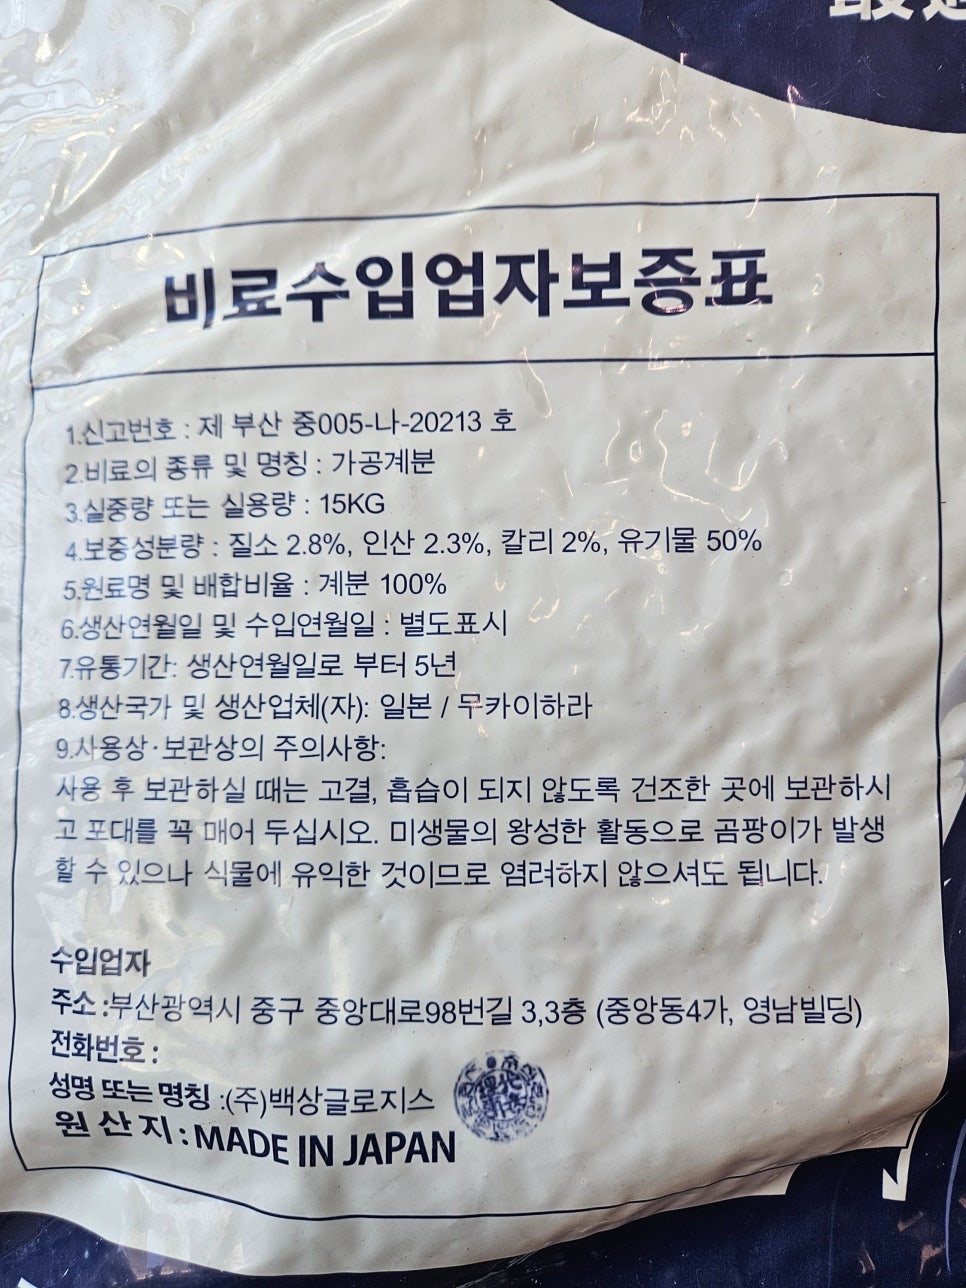 비료수입업자보증표
1.신고번호 : 제 부산 중005-나-20213 호
2.비료의 종류 및 명칭 : 가공계분
3.실중량 또는 실용량 : 15KG
4.보증성분량 : 질소 2.8%, 인산 2.3%, 칼리 2%, 유기물 50%
5.원료명 및 배합비율 : 계분 100%
6.생산연월일 및 수입연월일 : 별도표시
7.유통기간: 생산연월일로 부터 5년
8.생산국가 및 생산업체(자): 일본 / 무카이하라
9.사용상·보관상의 주의사항:
사용 후 보관하실 때는 고결, 흡습이 되지 않도록 건조한 곳에 보관하시
고 포대를 꼭 매어 두십시오. 미생물의 왕성한 활동으로 곰팡이가 발생
할 수 있으나 식물에 유익한 것이므로 염려하지 않으셔도 됩니다.
수입업자
주소 :부산광역시 중구 중앙대로98번길 3,3층 (중앙동4가, 영남빌딩)
전화번호 :
성명 또는 명칭 :(주)백상글로지스
원 산 지 : MADE IN JAPAN